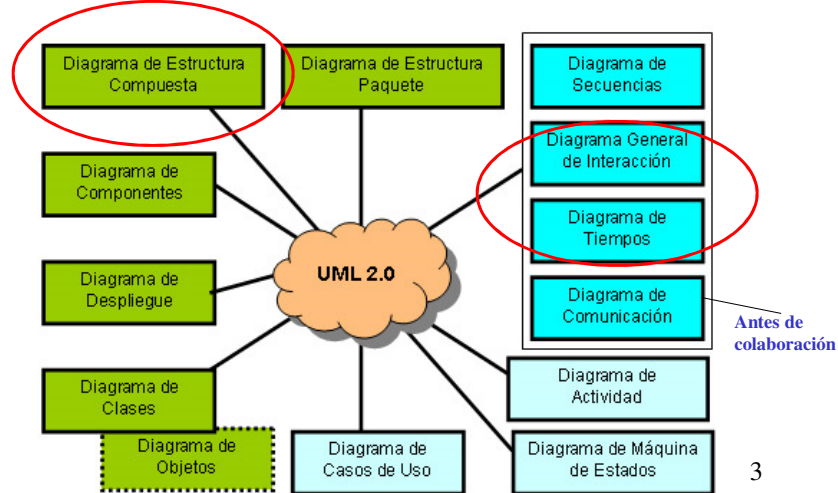 Diagrama de Estructura
Compuesta
Diagrama de Estructura
Paquete
Diagrama de
Secuencias
Diagrama General
de Interacción
Diagrama de
Componentes
Diagrama de
Tiempos
UML 2.0
Diagrama de
Despliegue
Diagrama de
Comunicación
Antes de
colaboración
Diagrama de
Clases
Diagrama de
Actividad
Diagrama de
Objetos
Diagrama de
Casos de Uso
Diagrama de Máquina
de Estados
3